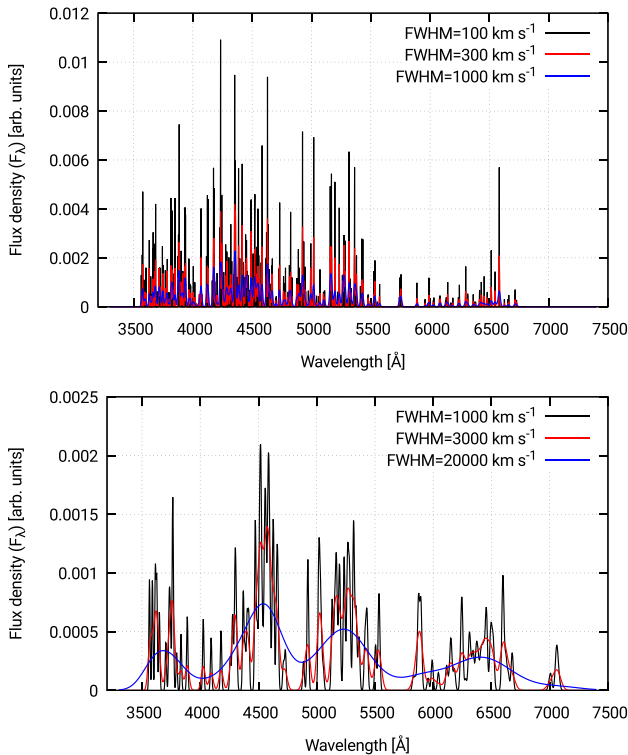 FWHM=100 km s-1
FWHM=300 km s-1
FWHM=1000 km s-1
0.012
0.01
0.008
0.006
0.004
0.002
0
Flux density (Fλ) [arb. units]
3500 4000 4500 5000 5500 6000 6500 7000 7500
Wavelength [Å]
FWHM=1000 km s-1
FWHM=3000 km s-1
FWHM=20000 km s-1
0.0025
0.002
0.0015
0.001
0.0005
0
Flux density (Fλ) [arb. units]
3500 4000 4500 5000 5500 6000 6500 7000 7500
Wavelength [Å]